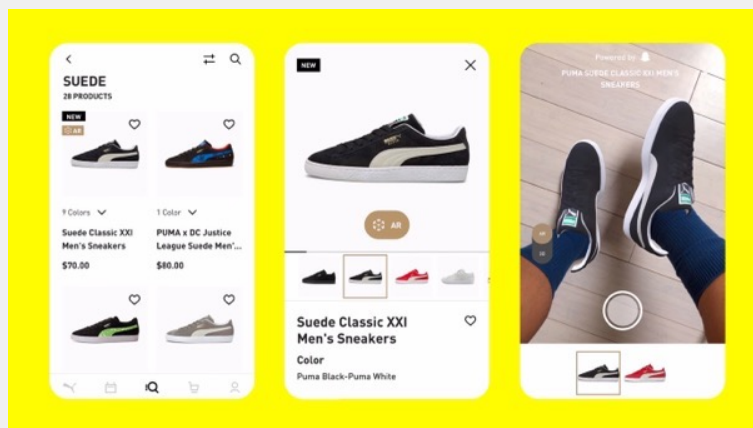 SUEDE
28 PRODUCTS
NEW
AR
9 Colors
1 Color
Suede Classic XXI
Men's Sneakers
$70.00
PUMA x DC Justice
League Suede Men'...
$80.00
NEW
AR
Suede Classic XXI
Men's Sneakers
Color
Puma Black-Puma White
Powered by
PUMA SUEDE CLASSIC XXI MEN'S
SNEAKERS
AR